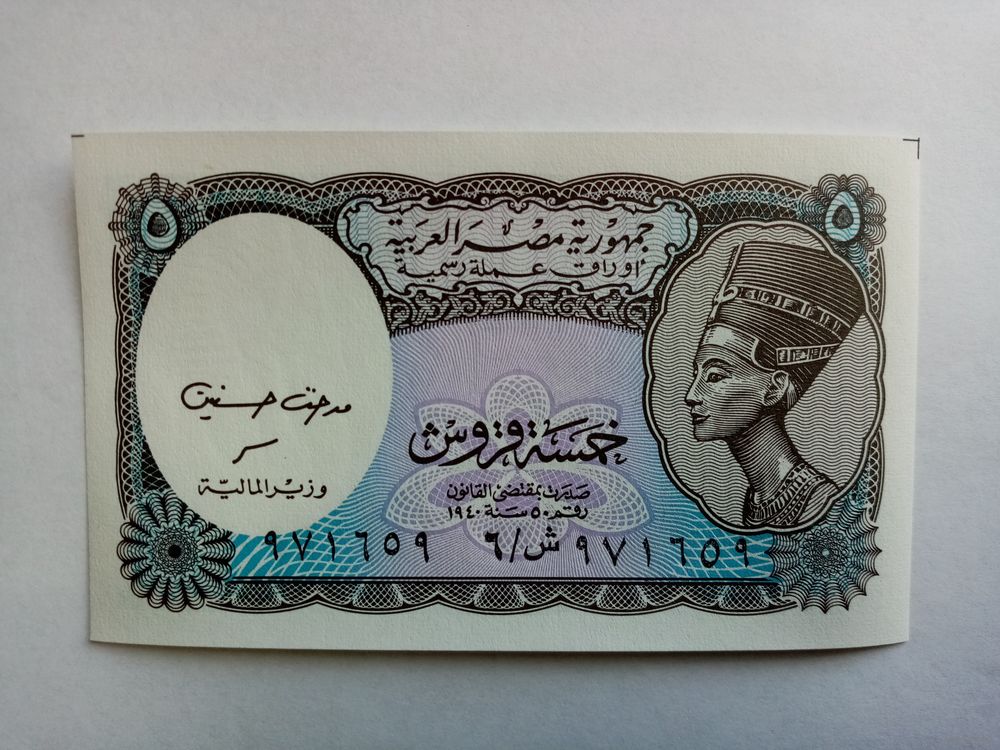 ٥
٥
جمهورية مصر العربية
أوراق عملة رسمية
خمسة قروش
صدرت بمقتضى القانون
رقم ٥٠ سنة ١٩٤٠
مدحت حسنين
وزير المالية
٩٧١٦٥٩ ش/٦ ٩٧١٦٥٩